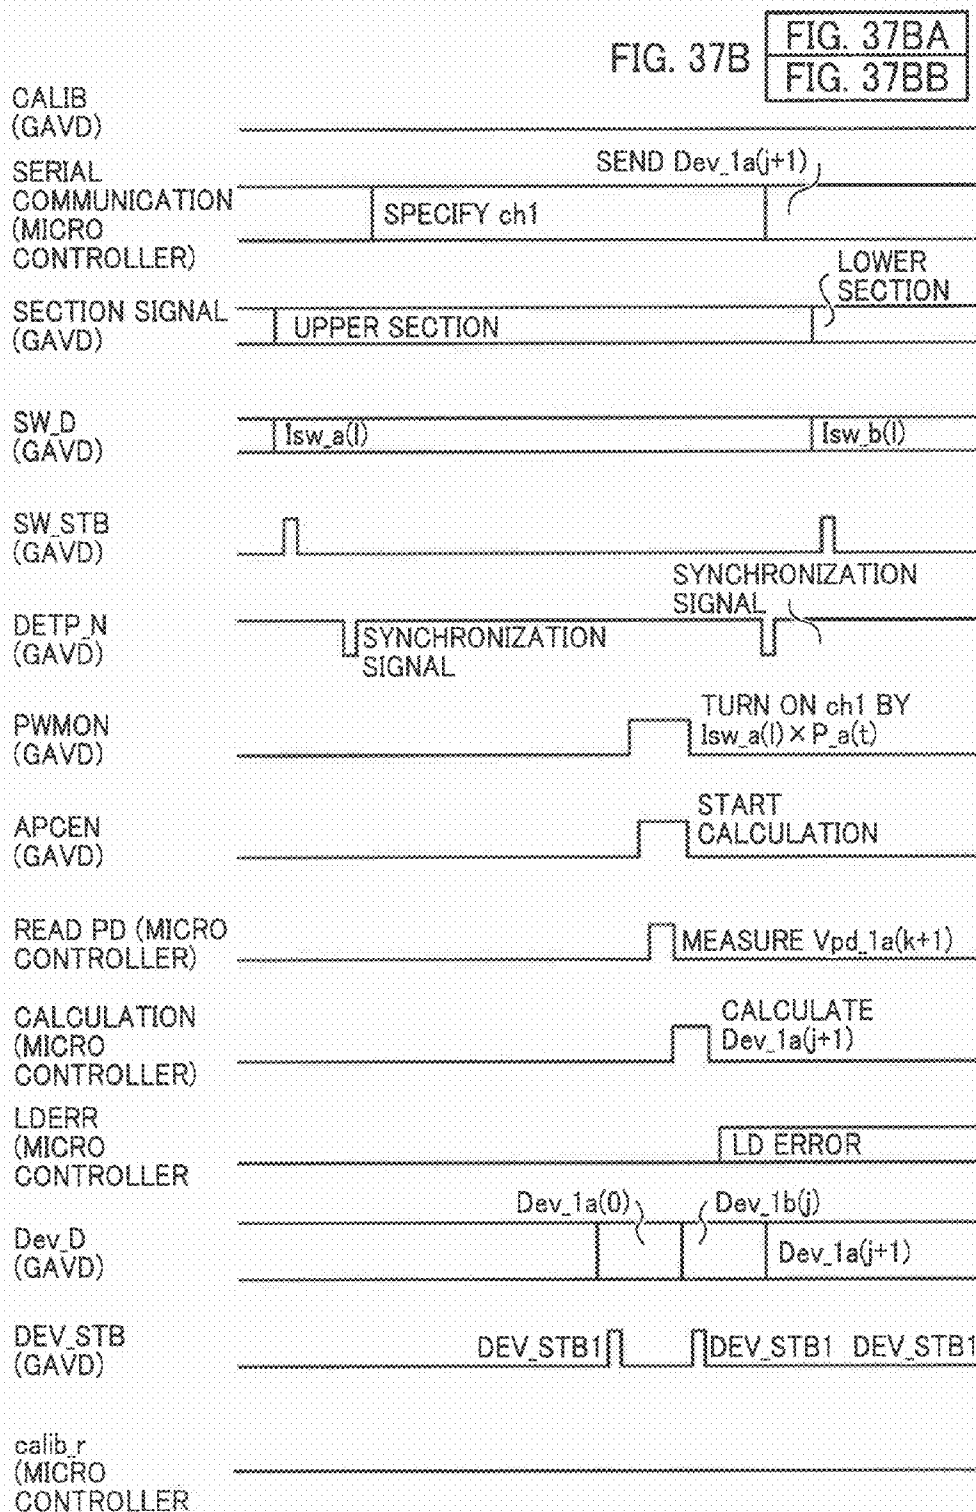 FIG. 37B
FIG. 37BA
FIG. 37BB
CALIB
(GAVD)
SERIAL
COMMUNICATION
(MICRO
CONTROLLER)
SEND Dev_1a(j+1)
SPECIFY ch1
SECTION SIGNAL
(GAVD)
UPPER SECTION
LOWER
SECTION
SW_D
(GAVD)
Isw_a(l)
Isw_b(l)
SW_STB
(GAVD)
DETP_N
(GAVD)
SYNCHRONIZATION
SIGNAL
SYNCHRONIZATION
SIGNAL
PWMON
(GAVD)
TURN ON ch1 BY
Isw_a(l)×P_a(t)
APCEN
(GAVD)
START
CALCULATION
READ PD (MICRO
CONTROLLER)
MEASURE Vpd_1a(k+1)
CALCULATION
(MICRO
CONTROLLER)
CALCULATE
Dev_1a(j+1)
LDERR
(MICRO
CONTROLLER
LD ERROR
Dev_D
(GAVD)
Dev_1a(0)
Dev_1b(j)
Dev_1a(j+1)
DEV_STB
(GAVD)
DEV_STB1
DEV_STB1
DEV_STB1
calib_r
(MICRO
CONTROLLER